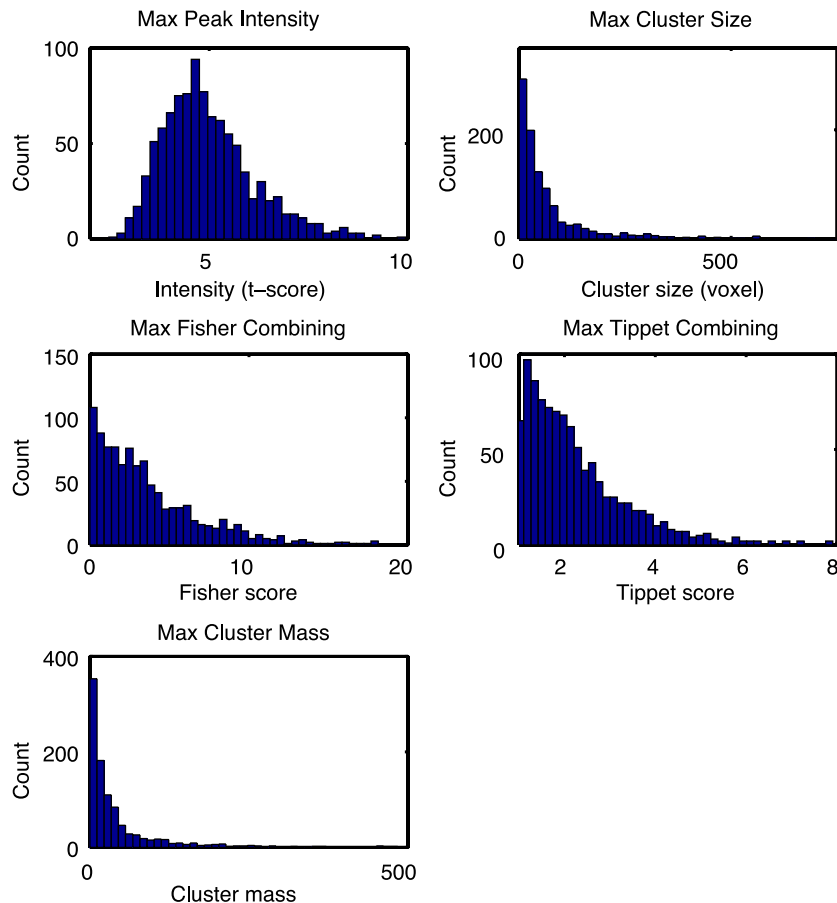 Max Peak Intensity
100
50
0
Count
5
10
Intensity (t–score)
Max Cluster Size
200
0
Count
0
500
Cluster size (voxel)
Max Fisher Combining
150
100
50
0
Count
0
10
20
Fisher score
Max Tippet Combining
100
50
0
Count
2
4
6
8
Tippet score
Max Cluster Mass
400
200
0
Count
0
500
Cluster mass